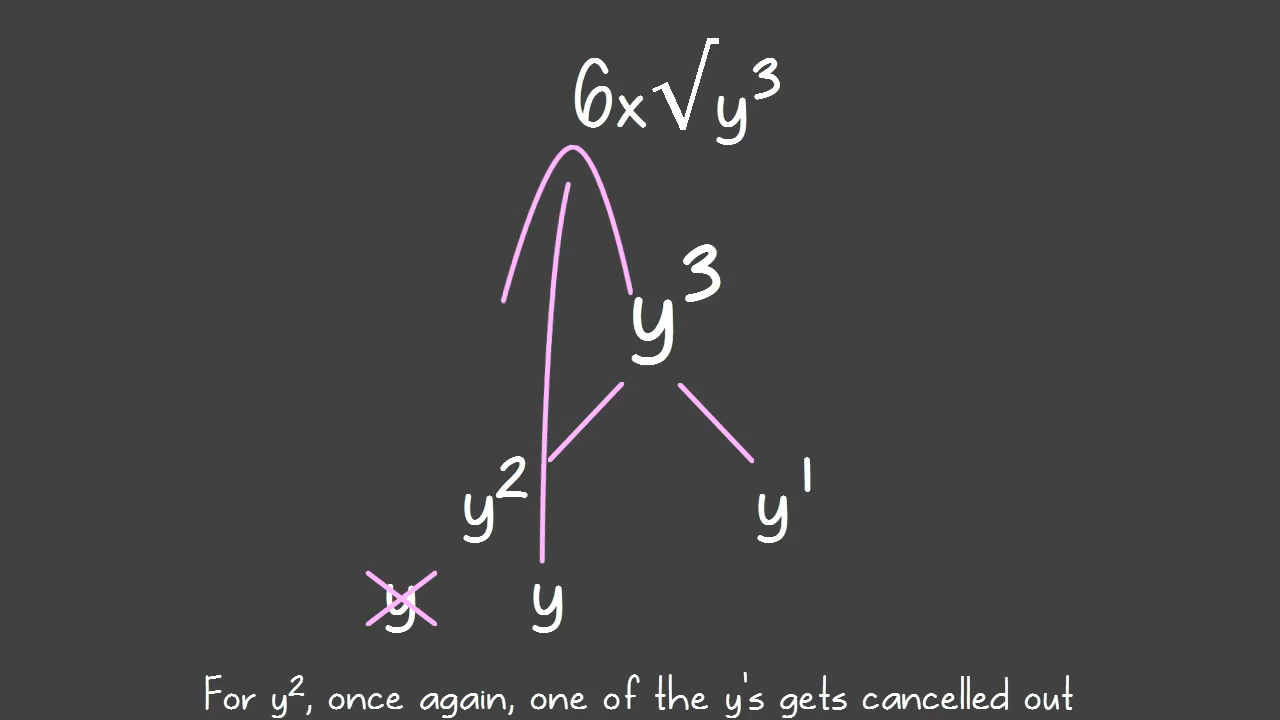 6x√y³
y³
y² y¹
y y
For y², once again, one of the y's gets cancelled out